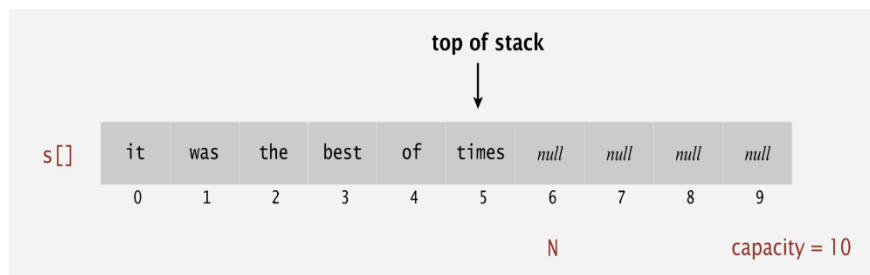 top of stack
s[] it was the best of times null null null null
0 1 2 3 4 5 6 7 8 9
N capacity = 10